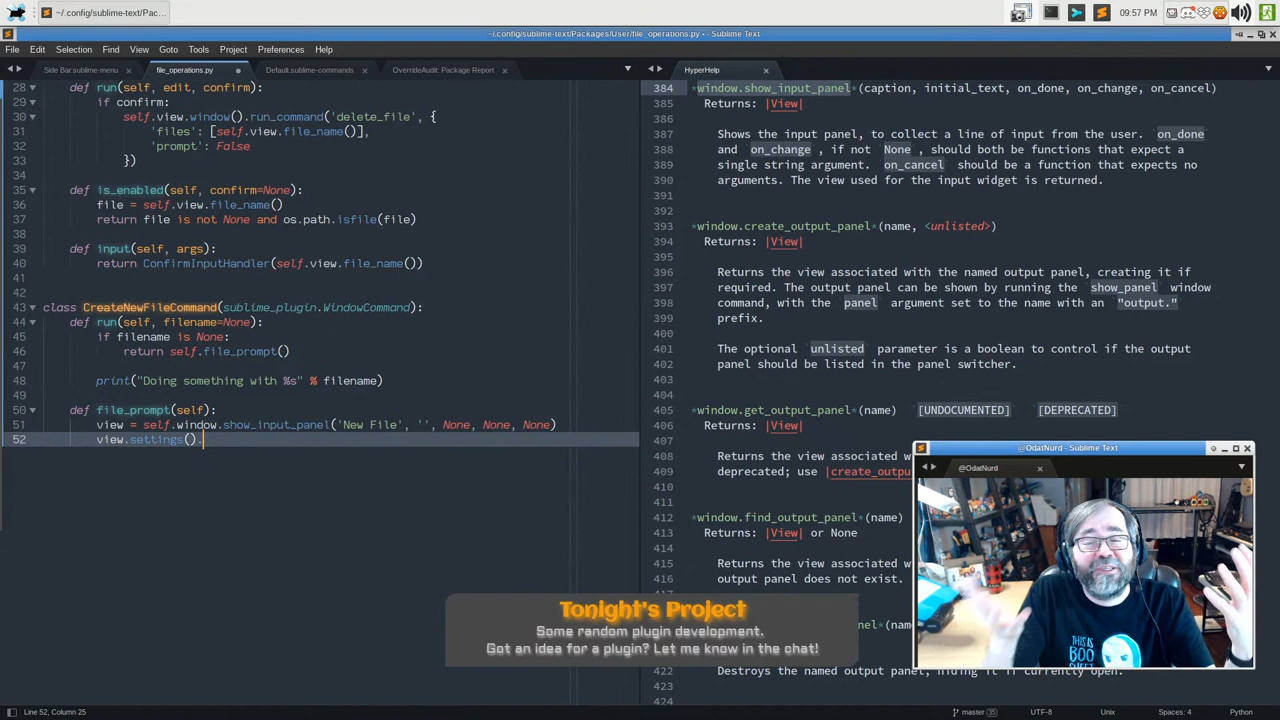 ~/.config/sublime-text/Pac...
09:57 PM
~/.config/sublime-text/Packages/User/file_operations.py • - Sublime Text
File Edit Selection Find View Goto Tools Project Preferences Help
Side Bar.sublime-menu × file_operations.py Default.sublime-commands × OverrideAudit: Package Report ×
28 def run(self, edit, confirm):
29 if confirm:
30 self.view.window().run_command('delete_file', {
31 'files': [self.view.file_name()],
32 'prompt': False
33 })
34
35 def is_enabled(self, confirm=None):
36 file = self.view.file_name()
37 return file is not None and os.path.isfile(file)
38
39 def input(self, args):
40 return ConfirmInputHandler(self.view.file_name())
41
42
43 class CreateNewFileCommand(sublime_plugin.WindowCommand):
44 def run(self, filename=None):
45 if filename is None:
46 return self.file_prompt()
47
48 print("Doing something with %s" % filename)
49
50 def file_prompt(self):
51 view = self.window.show_input_panel('New File', '', None, None, None)
52 view.settings().
HyperHelp ×
384 *window.show_input_panel*(caption, initial_text, on_done, on_change, on_cancel)
385 Returns: |View|
386
387 Shows the input panel, to collect a line of input from the user. `on_done`
388 and `on_change`, if not `None`, should both be functions that expect a
389 single string argument. `on_cancel` should be a function that expects no
390 arguments. The view used for the input widget is returned.
391
392
393 *window.create_output_panel*(name, <unlisted>)
394 Returns: |View|
395
396 Returns the view associated with the named output panel, creating it if
397 required. The output panel can be shown by running the `show_panel` window
398 command, with the `panel` argument set to the name with an `"output."`
399 prefix.
400
401 The optional `unlisted` parameter is a boolean to control if the output
402 panel should be listed in the panel switcher.
403
404
405 *window.get_output_panel*(name) [UNDOCUMENTED] [DEPRECATED]
406 Returns: |View|
407
408 Returns the view associated w
409 deprecated; use |create_outpu
410
411
412 *window.find_output_panel*(name)
413 Returns: |View| or None
414
415 Returns the view associated w
416 output panel does not exist.
422 Destroys the named output panel, hiding it if currently open.
423
424
@OdatNurd - Sublime Text
@OdatNurd ×
THIS IS
BOO
SHEET
Tonight's Project
Some random plugin development.
Got an idea for a plugin? Let me know in the chat!
Line 52, Column 25
master 35 UTF-8 Unix Spaces: 4 Python